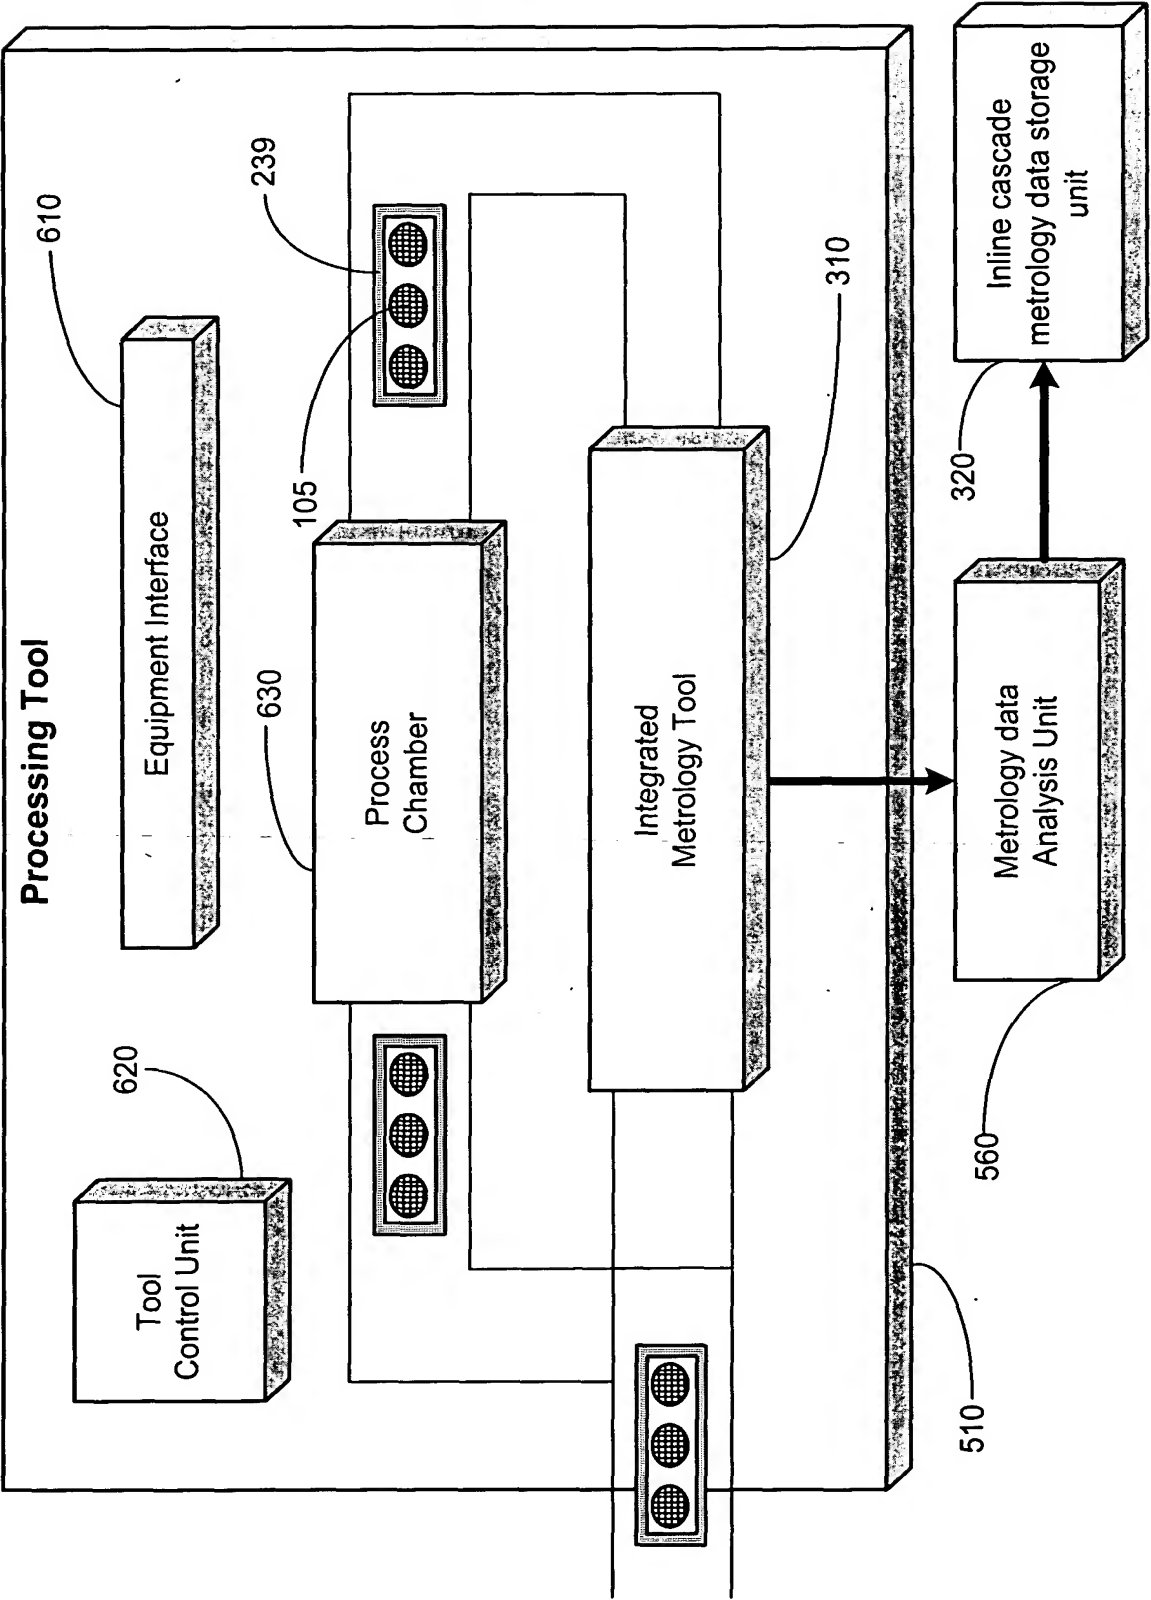 Processing Tool
610
Equipment Interface
620
Tool
Control Unit
630
Process
Chamber
105
239
Integrated
Metrology Tool
310
510
Metrology data
Analysis Unit
560
320
Inline cascade
metrology data storage
unit